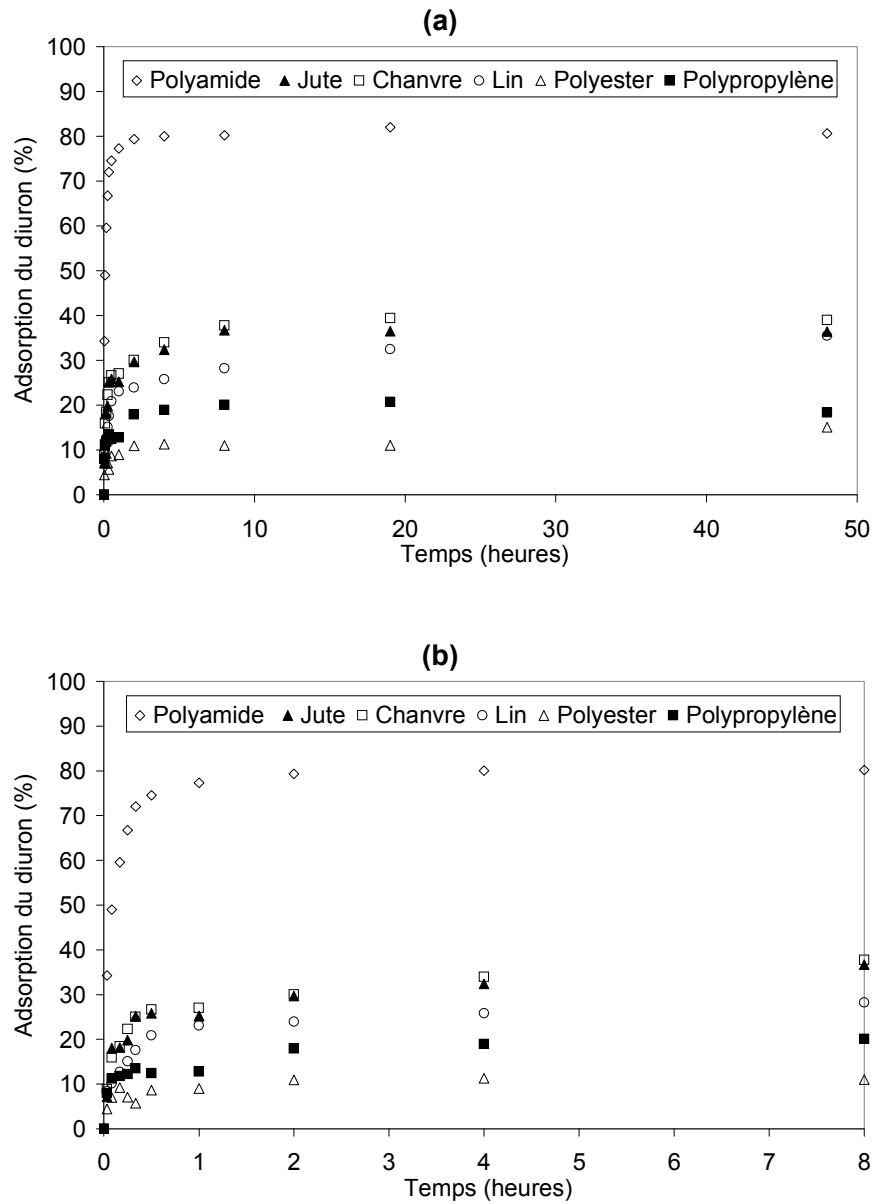 (a)
100
90
80
70
60
50
40
30
20
10
0
Adsorption du diuron (%)
Polyamide Jute Chanvre Lin Polyester Polypropylène
0 10 20 30 40 50
Temps (heures)
(b)
100
90
80
70
60
50
40
30
20
10
0
Adsorption du diuron (%)
Polyamide Jute Chanvre Lin Polyester Polypropylène
0 1 2 3 4 5 6 7 8
Temps (heures)